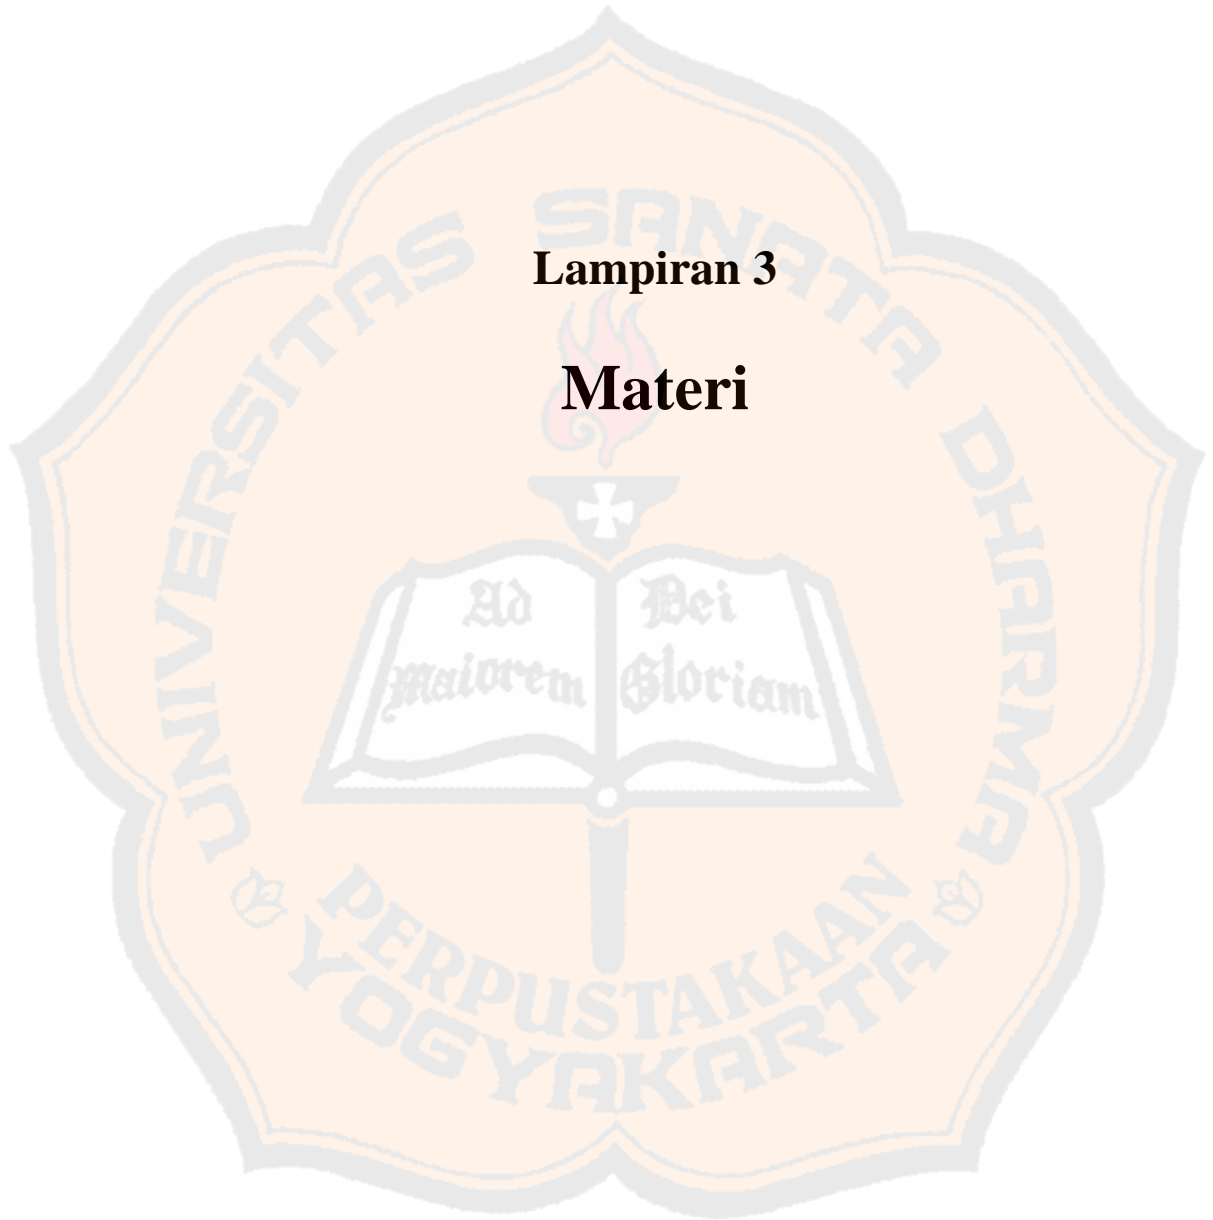 UNIVERSITAS SANATA DHARMA
Lampiran 3
Materi
Ad Dei
Maiorem Gloriam
PERPUSTAKAAN
YOGYAKARTA